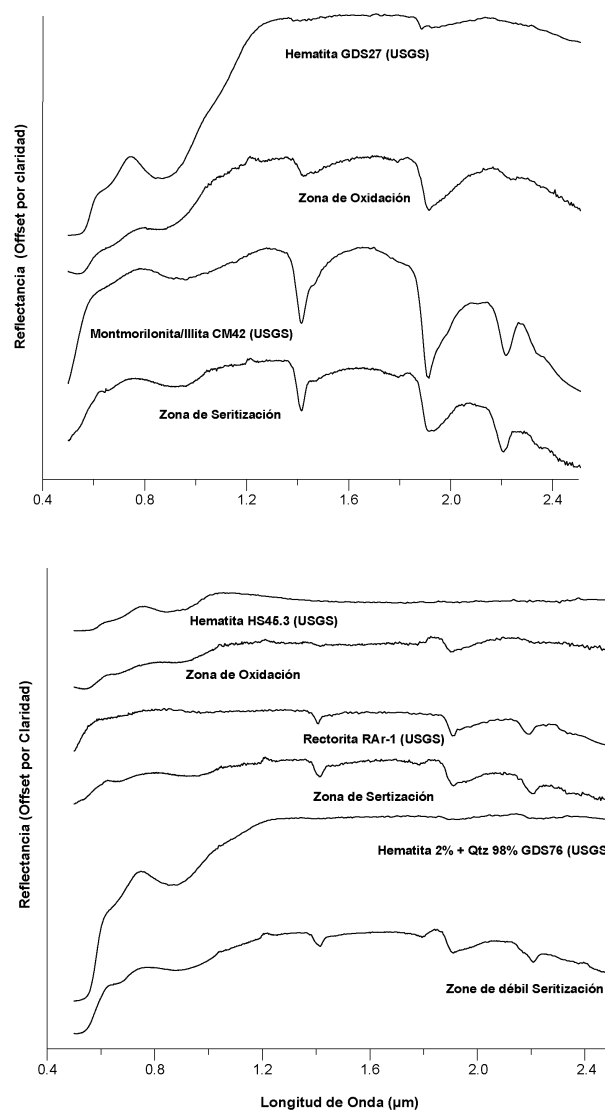 Hematita GDS27 (USGS)
Zona de Oxidación
Montmorilonita/Illita CM42 (USGS)
Zona de Seritización
Reflectancia (Offset por claridad)
0.4 0.8 1.2 1.6 2.0 2.4
Hematita HS45.3 (USGS)
Zona de Oxidación
Rectorita RAr-1 (USGS)
Zona de Sertización
Hematita 2% + Qtz 98% GDS76 (USGS
Zone de débil Seritización
Reflectancia (Offset por Claridad)
0.4 0.8 1.2 1.6 2.0 2.4
Longitud de Onda (µm)